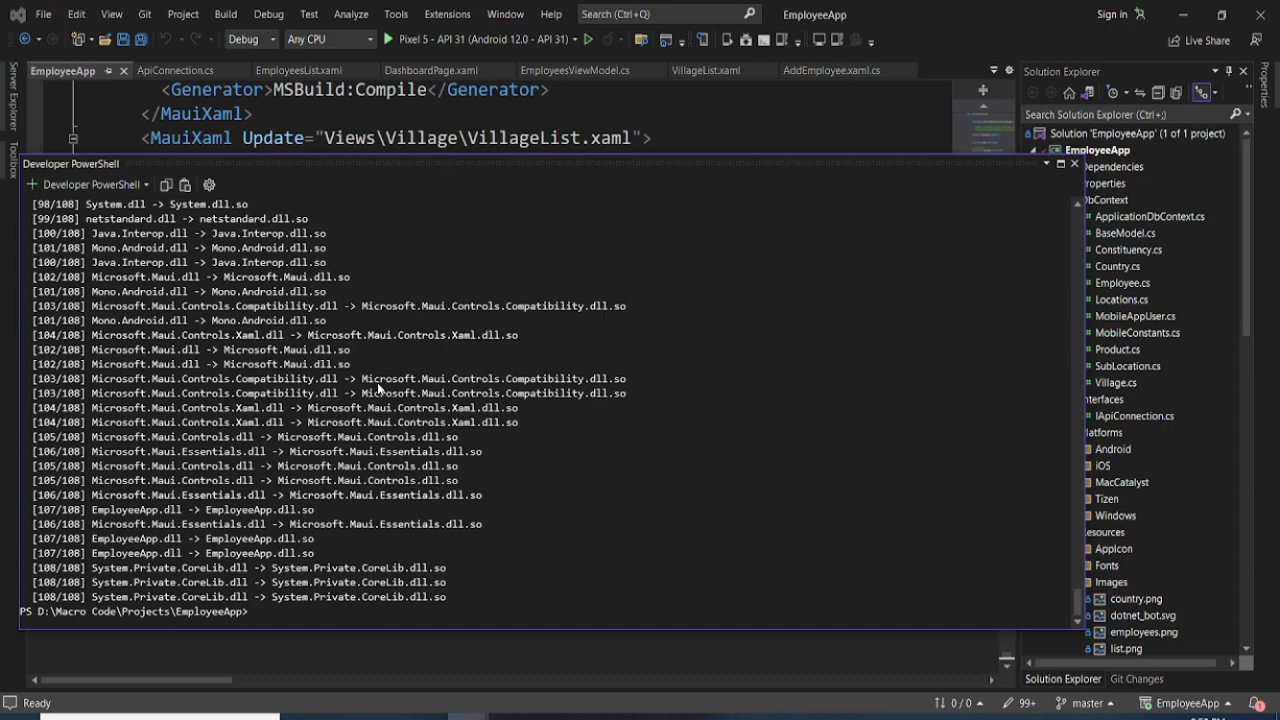 File Edit View Git Project Build Debug Test Analyze Tools Extensions Window Help Search (Ctrl+Q) EmployeeApp Sign in
Debug Any CPU Pixel 5 - API 31 (Android 12.0 - API 31) Live Share
Server Explorer
Toolbox
EmployeeApp ApiConnection.cs EmployeesList.xaml DashboardPage.xaml EmployeesViewModel.cs VillageList.xaml AddEmployee.xaml.cs
<Generator>MSBuild:Compile</Generator>
</MauiXaml>
<MauiXaml Update="Views\Village\VillageList.xaml">
Developer PowerShell
Developer PowerShell
[98/108] System.dll -> System.dll.so
[99/108] netstandard.dll -> netstandard.dll.so
[100/108] Java.Interop.dll -> Java.Interop.dll.so
[101/108] Mono.Android.dll -> Mono.Android.dll.so
[100/108] Java.Interop.dll -> Java.Interop.dll.so
[102/108] Microsoft.Maui.dll -> Microsoft.Maui.dll.so
[101/108] Mono.Android.dll -> Mono.Android.dll.so
[103/108] Microsoft.Maui.Controls.Compatibility.dll -> Microsoft.Maui.Controls.Compatibility.dll.so
[101/108] Mono.Android.dll -> Mono.Android.dll.so
[104/108] Microsoft.Maui.Controls.Xaml.dll -> Microsoft.Maui.Controls.Xaml.dll.so
[102/108] Microsoft.Maui.dll -> Microsoft.Maui.dll.so
[102/108] Microsoft.Maui.dll -> Microsoft.Maui.dll.so
[103/108] Microsoft.Maui.Controls.Compatibility.dll -> Microsoft.Maui.Controls.Compatibility.dll.so
[103/108] Microsoft.Maui.Controls.Compatibility.dll -> Microsoft.Maui.Controls.Compatibility.dll.so
[104/108] Microsoft.Maui.Controls.Xaml.dll -> Microsoft.Maui.Controls.Xaml.dll.so
[104/108] Microsoft.Maui.Controls.Xaml.dll -> Microsoft.Maui.Controls.Xaml.dll.so
[105/108] Microsoft.Maui.Controls.dll -> Microsoft.Maui.Controls.dll.so
[106/108] Microsoft.Maui.Essentials.dll -> Microsoft.Maui.Essentials.dll.so
[105/108] Microsoft.Maui.Controls.dll -> Microsoft.Maui.Controls.dll.so
[105/108] Microsoft.Maui.Controls.dll -> Microsoft.Maui.Controls.dll.so
[106/108] Microsoft.Maui.Essentials.dll -> Microsoft.Maui.Essentials.dll.so
[107/108] EmployeeApp.dll -> EmployeeApp.dll.so
[106/108] Microsoft.Maui.Essentials.dll -> Microsoft.Maui.Essentials.dll.so
[107/108] EmployeeApp.dll -> EmployeeApp.dll.so
[107/108] EmployeeApp.dll -> EmployeeApp.dll.so
[108/108] System.Private.CoreLib.dll -> System.Private.CoreLib.dll.so
[108/108] System.Private.CoreLib.dll -> System.Private.CoreLib.dll.so
[108/108] System.Private.CoreLib.dll -> System.Private.CoreLib.dll.so
PS D:\Macro Code\Projects\EmployeeApp>
Solution Explorer
Search Solution Explorer (Ctrl+;)
Solution 'EmployeeApp' (1 of 1 project)
EmployeeApp
Dependencies
Properties
DbContext
ApplicationDbContext.cs
BaseModel.cs
Constituency.cs
Country.cs
Employee.cs
Locations.cs
MobileAppUser.cs
MobileConstants.cs
Product.cs
SubLocation.cs
Village.cs
nterfaces
IApiConnection.cs
Platforms
Android
iOS
MacCatalyst
Tizen
Windows
Resources
AppIcon
Fonts
Images
country.png
dotnet_bot.svg
employees.png
list.png
Solution Explorer Git Changes
Properties
Ready 0 / 0 99+ master EmployeeApp 1